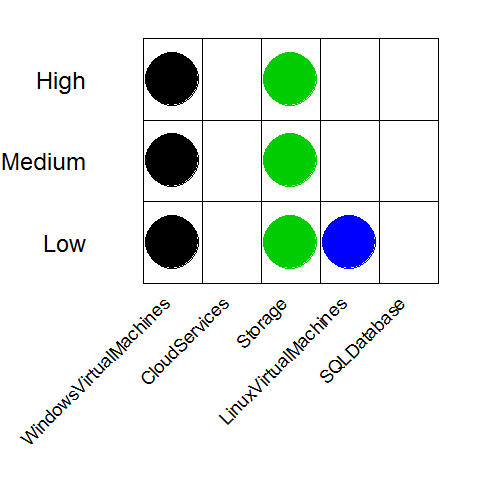 High
Medium
Low
WindowsVirtualMachines
CloudServices
Storage
LinuxVirtualMachines
SQLDatabase